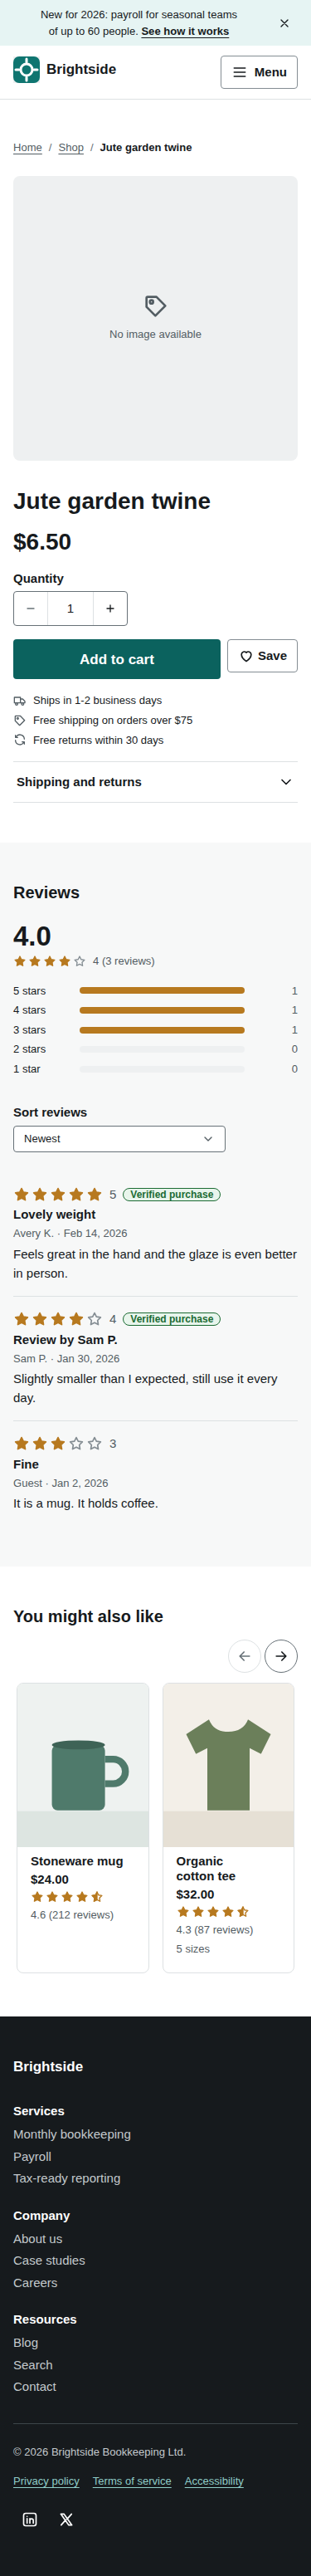 New for 2026: payroll for seasonal teams
of up to 60 people. See how it works
Brightside
Menu
Home / Shop / Jute garden twine
No image available
Jute garden twine
$6.50
Quantity
− 1 +
Add to cart
Save
Ships in 1-2 business days
Free shipping on orders over $75
Free returns within 30 days
Shipping and returns
Reviews
4.0
4 (3 reviews)
5 stars 1
4 stars 1
3 stars 1
2 stars 0
1 star 0
Sort reviews
Newest
5 Verified purchase
Lovely weight
Avery K. · Feb 14, 2026
Feels great in the hand and the glaze is even better
in person.
4 Verified purchase
Review by Sam P.
Sam P. · Jan 30, 2026
Slightly smaller than I expected, still use it every
day.
3
Fine
Guest · Jan 2, 2026
It is a mug. It holds coffee.
You might also like
Stoneware mug
$24.00
4.6 (212 reviews)
Organic
cotton tee
$32.00
4.3 (87 reviews)
5 sizes
Brightside
Services
Monthly bookkeeping
Payroll
Tax-ready reporting
Company
About us
Case studies
Careers
Resources
Blog
Search
Contact
© 2026 Brightside Bookkeeping Ltd.
Privacy policy Terms of service Accessibility